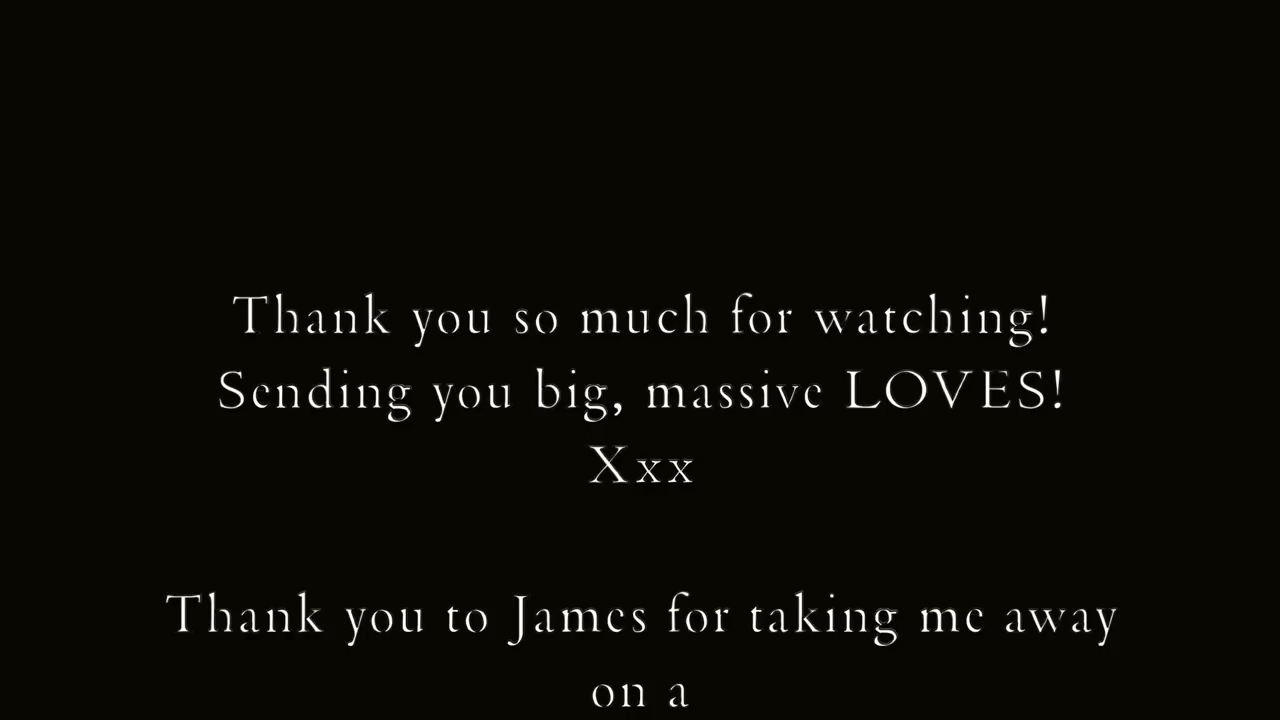 Thank you so much for watching!
Sending you big, massive LOVES!
Xxx
Thank you to James for taking me away
on a